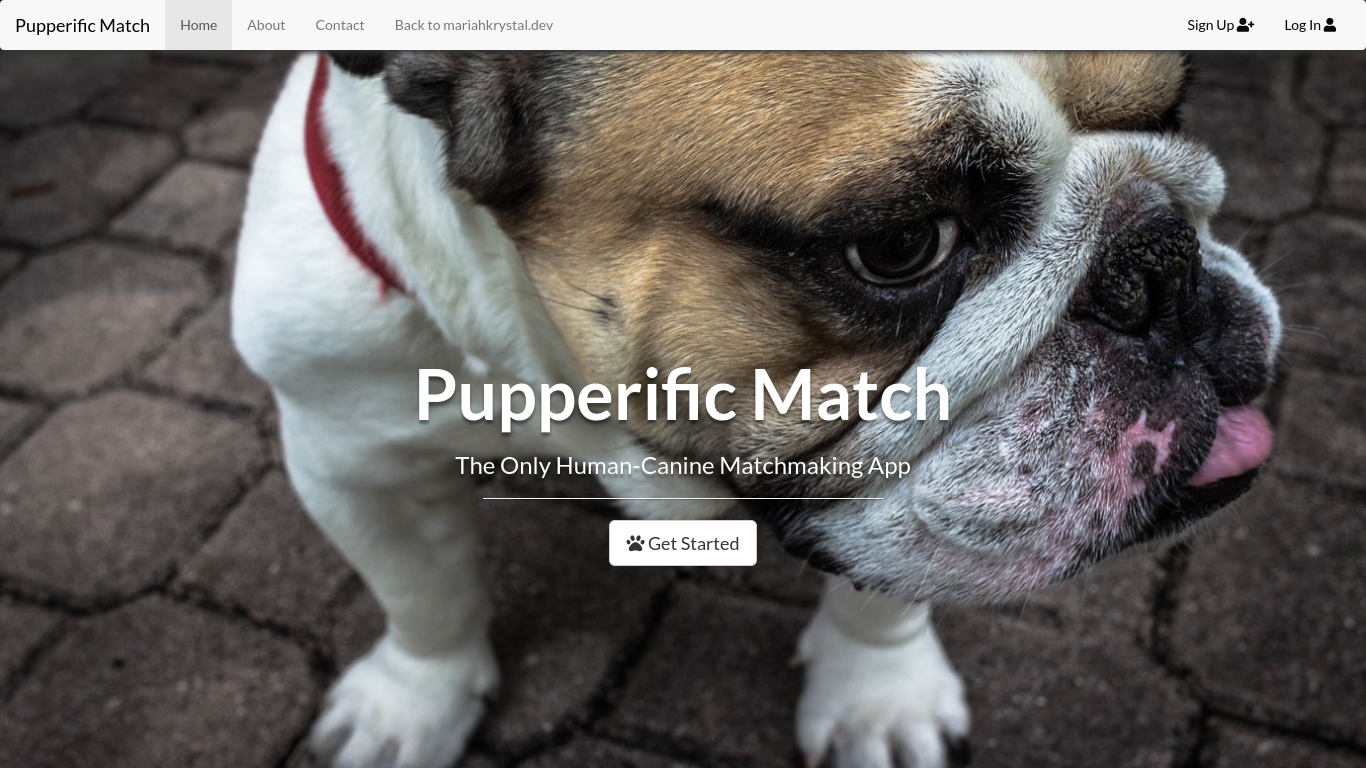 Pupperific Match Home About Contact Back to mariahkrystal.dev Sign Up Log In
Pupperific Match
The Only Human-Canine Matchmaking App
Get Started